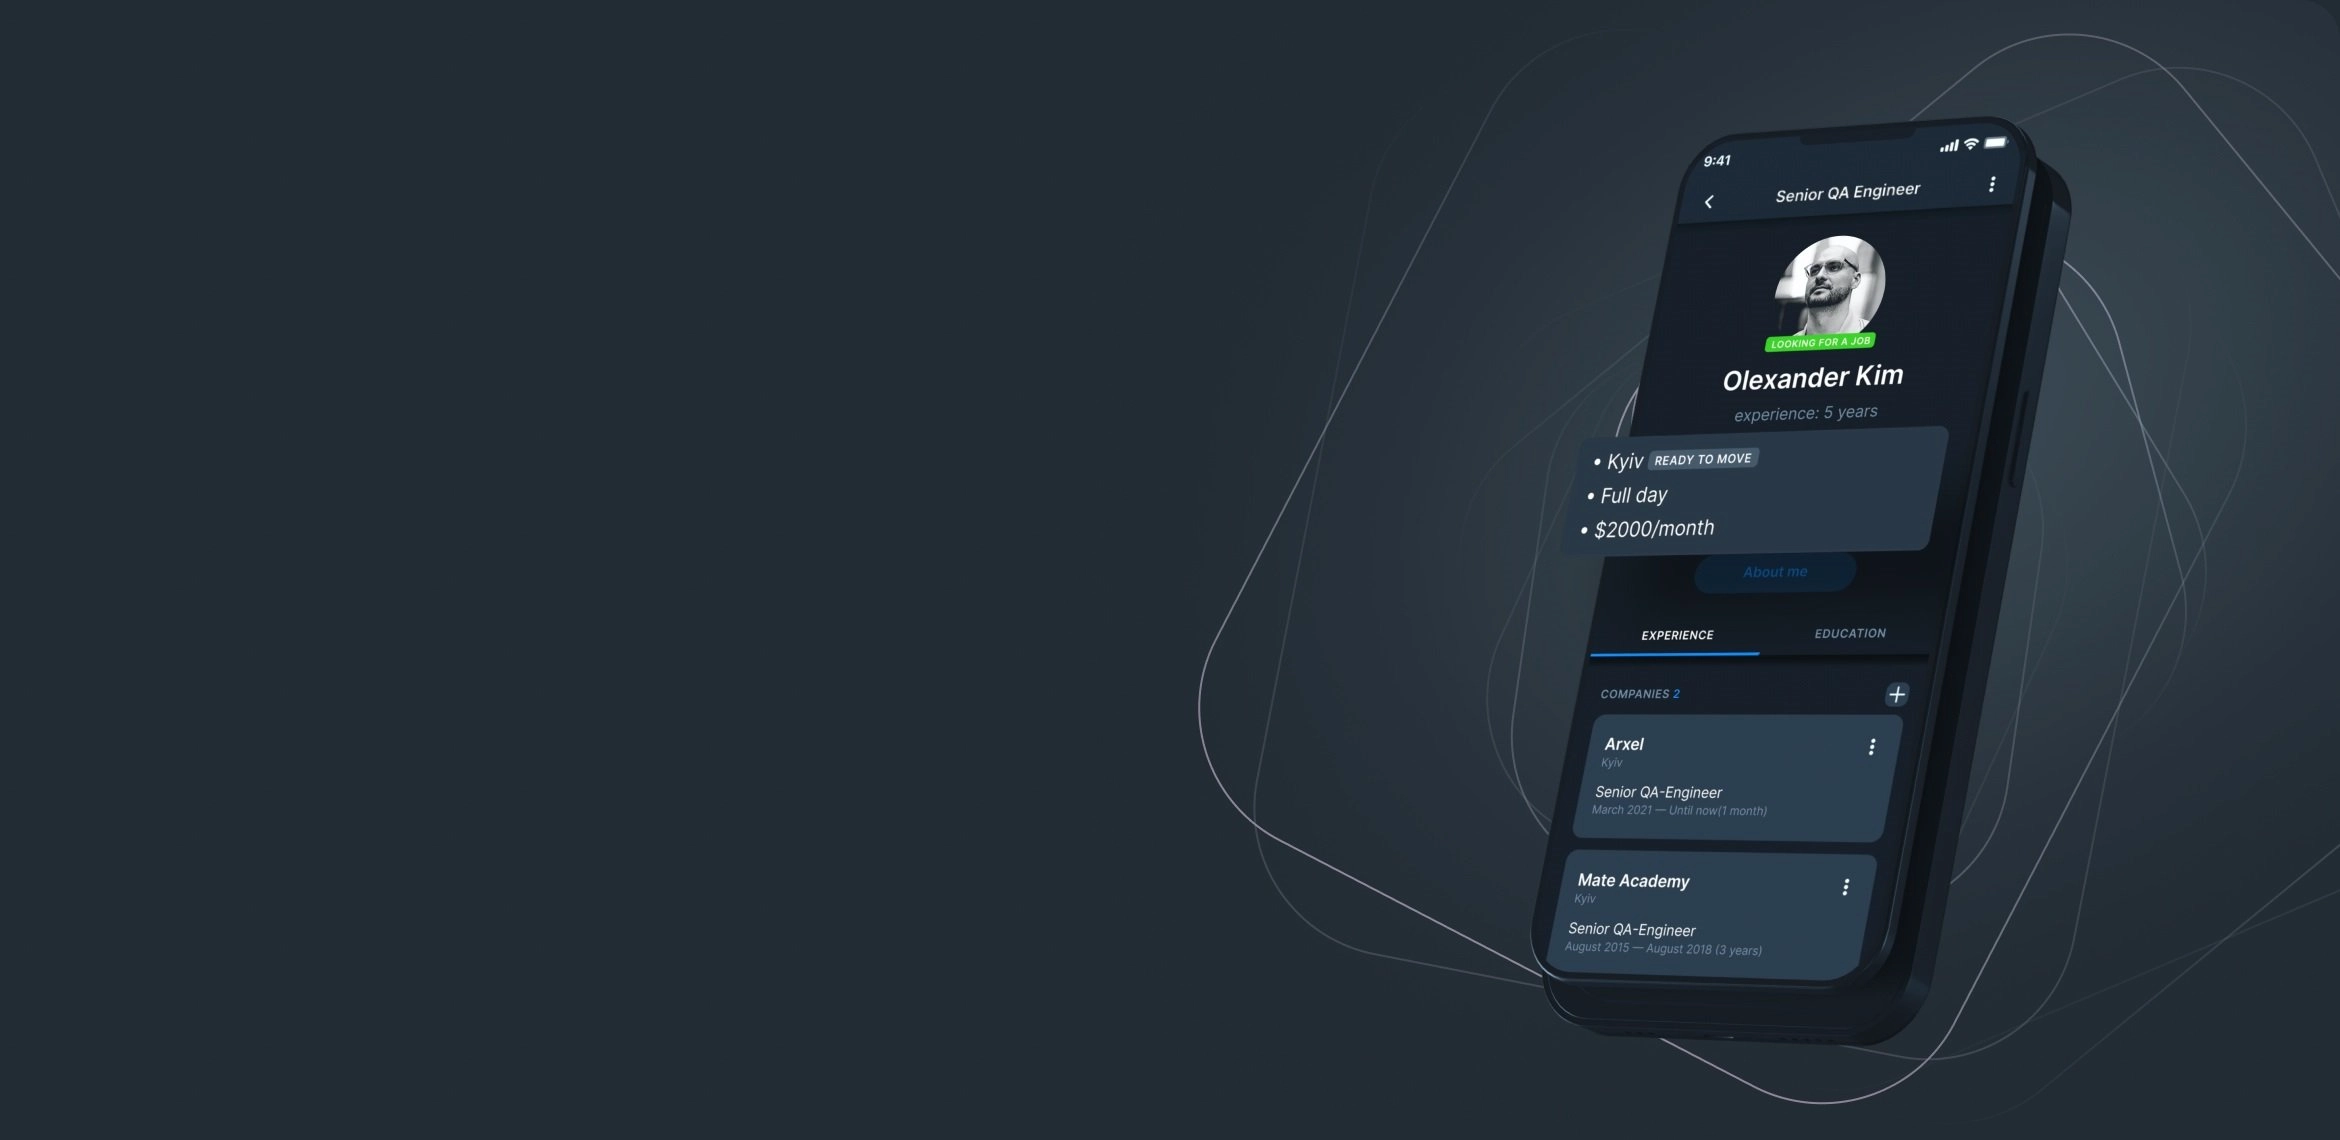 9:41
Senior QA Engineer
LOOKING FOR A JOB
Olexander Kim
experience: 5 years
• Kyiv READY TO MOVE
• Full day
• $2000/month
About me
EXPERIENCE EDUCATION
COMPANIES 2
Arxel
Kyiv
Senior QA-Engineer
March 2021 — Until now(1 month)
Mate Academy
Kyiv
Senior QA-Engineer
August 2015 — August 2018 (3 years)